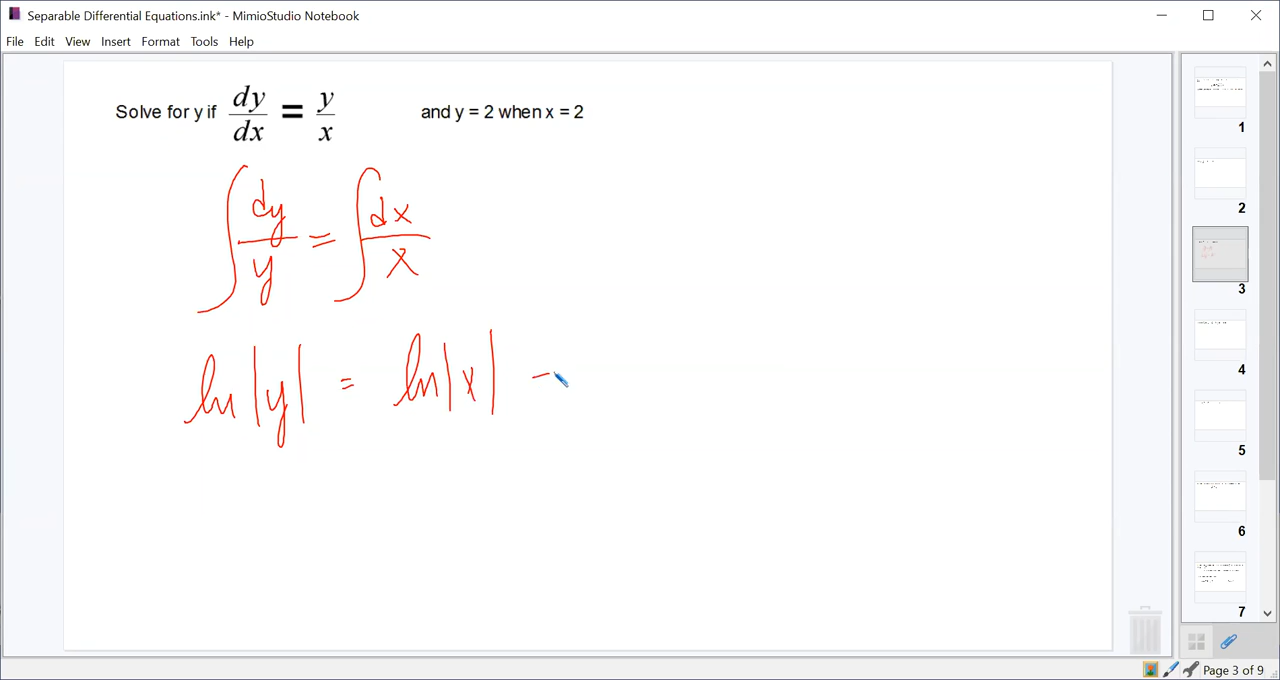 Separable Differential Equations.ink* - MimioStudio Notebook
File Edit View Insert Format Tools Help
Solve for y if dy/dx = y/x and y = 2 when x = 2
∫ dy/y = ∫ dx/x
ln|y| = ln|x| −
1
2
3
4
5
6
7
Page 3 of 9